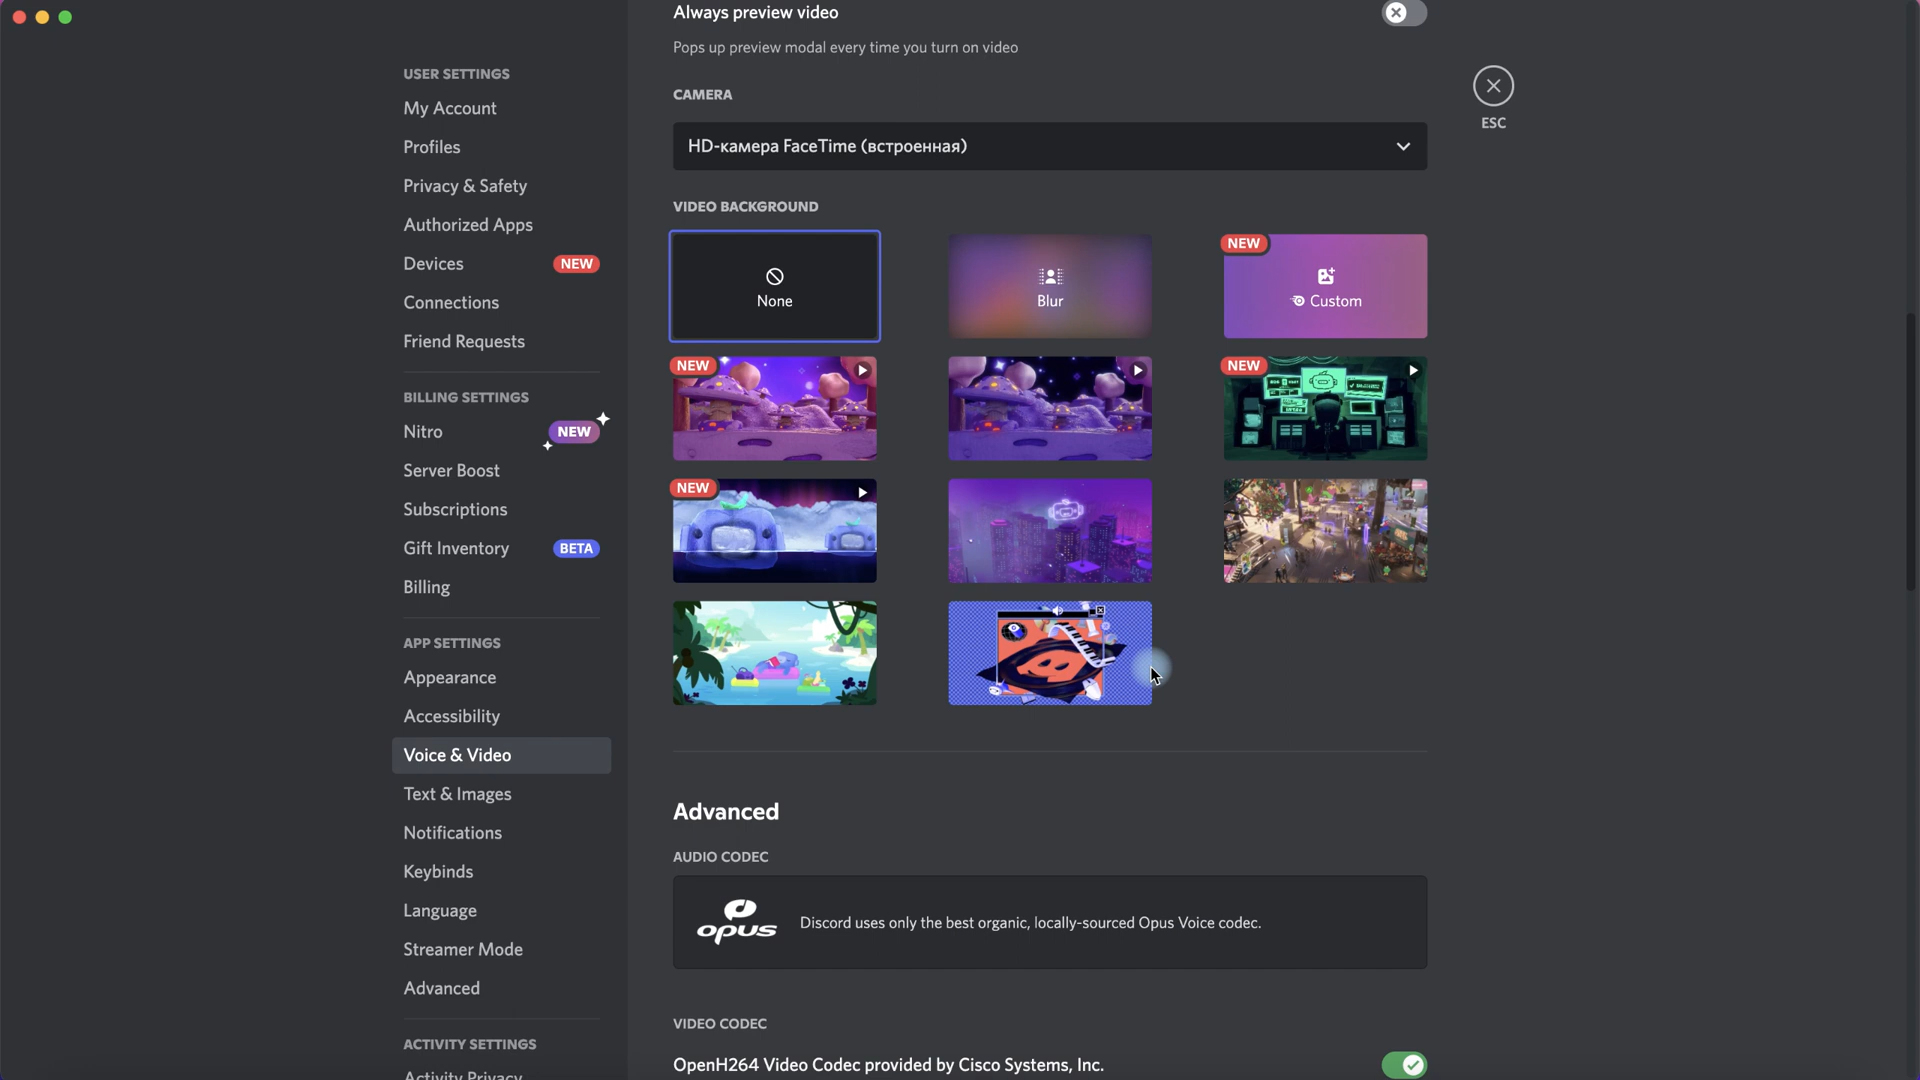 USER SETTINGS
My Account
Profiles
Privacy & Safety
Authorized Apps
Devices
NEW
Connections
Friend Requests
BILLING SETTINGS
Nitro
NEW
Server Boost
Subscriptions
Gift Inventory
BETA
Billing
APP SETTINGS
Appearance
Accessibility
Voice & Video
Text & Images
Notifications
Keybinds
Language
Streamer Mode
Advanced
ACTIVITY SETTINGS
Activity Privacy
Always preview video
Pops up preview modal every time you turn on video
CAMERA
HD-камера FaceTime (встроенная)
ESC
VIDEO BACKGROUND
None
Blur
NEW
Custom
NEW
NEW
NEW
Advanced
AUDIO CODEC
opus
Discord uses only the best organic, locally-sourced Opus Voice codec.
VIDEO CODEC
OpenH264 Video Codec provided by Cisco Systems, Inc.